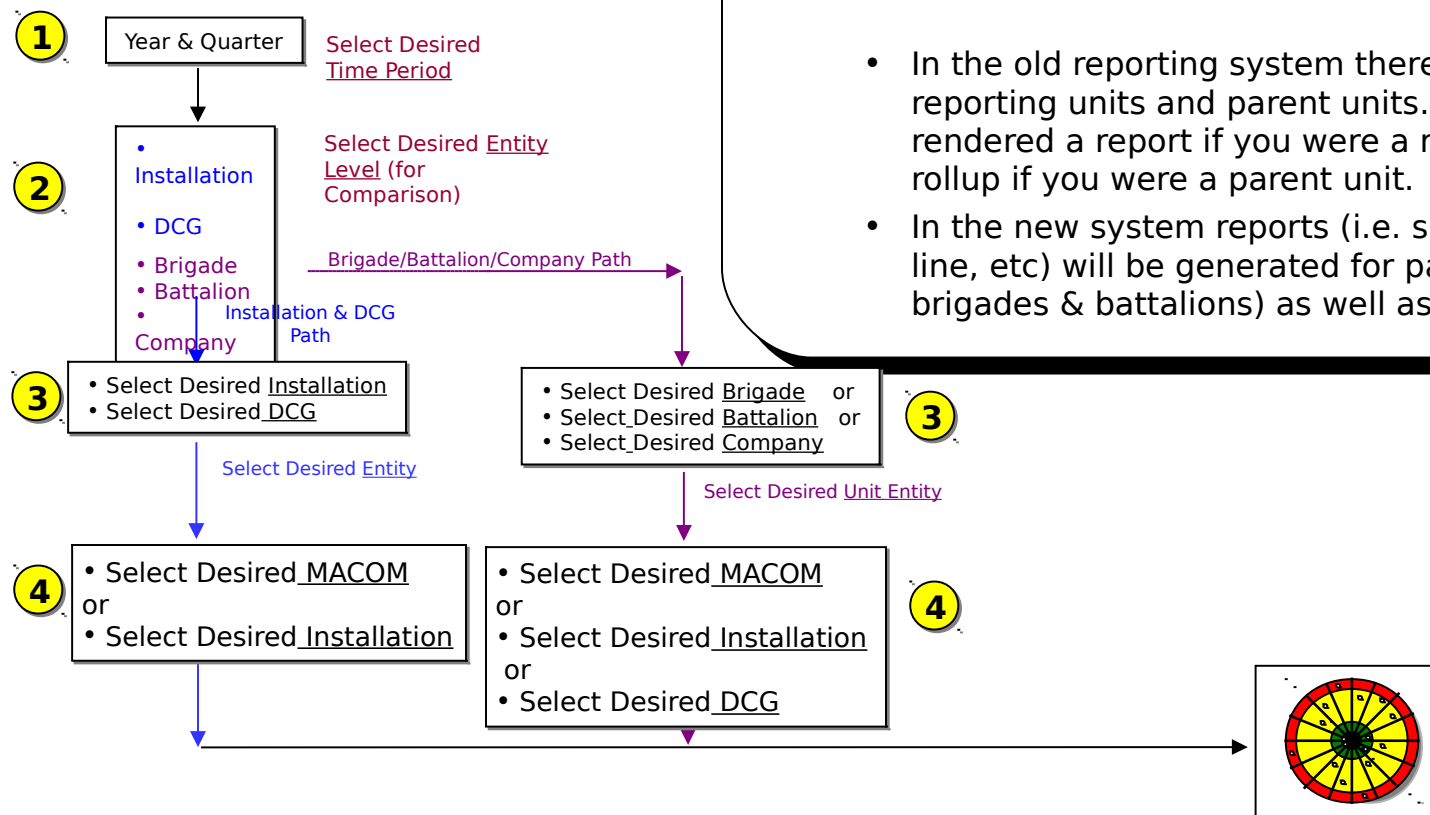 1
Year & Quarter
Select Desired
Time Period
2
•
Installation
• DCG
• Brigade
• Battalion
•
Company
Select Desired Entity
Level (for
Comparison)
Brigade/Battalion/Company Path
Installation & DCG
Path
• In the old reporting system there
reporting units and parent units.
rendered a report if you were a
rollup if you were a parent unit.
• In the new system reports (i.e.
line, etc) will be generated for
brigades & battalions) as well as
3
• Select Desired Installation
• Select Desired DCG
• Select Desired Brigade or
• Select Desired Battalion or
• Select Desired Company
3
Select Desired Entity
Select Desired Unit Entity
4
• Select Desired MACOM
or
• Select Desired Installation
• Select Desired MACOM
or
• Select Desired Installation
or
• Select Desired DCG
4